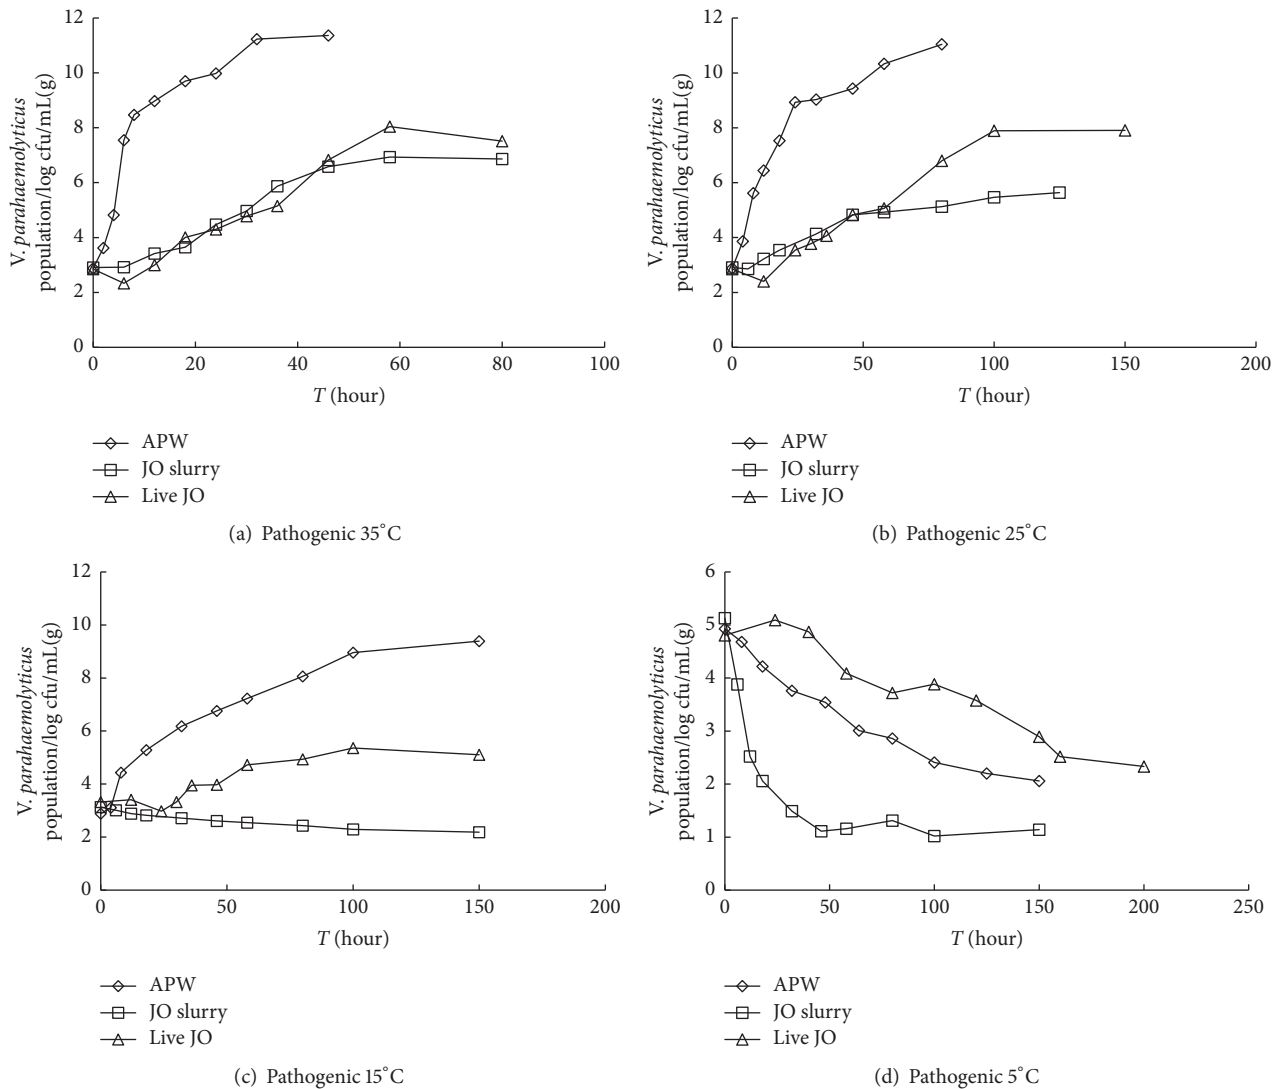 12
10
8
6
4
2
0
V. parahaemolyticus
population/log cfu/mL(g)
0 20 40 60 80 100
T (hour)
APW
JO slurry
Live JO
(a) Pathogenic 35°C
12
10
8
6
4
2
0
V. parahaemolyticus
population/log cfu/mL(g)
0 50 100 150 200
T (hour)
APW
JO slurry
Live JO
(b) Pathogenic 25°C
12
10
8
6
4
2
0
V. parahaemolyticus
population/log cfu/mL(g)
0 50 100 150 200
T (hour)
APW
JO slurry
Live JO
(c) Pathogenic 15°C
6
5
4
3
2
1
0
V. parahaemolyticus
population/log cfu/mL(g)
0 50 100 150 200 250
T (hour)
APW
JO slurry
Live JO
(d) Pathogenic 5°C